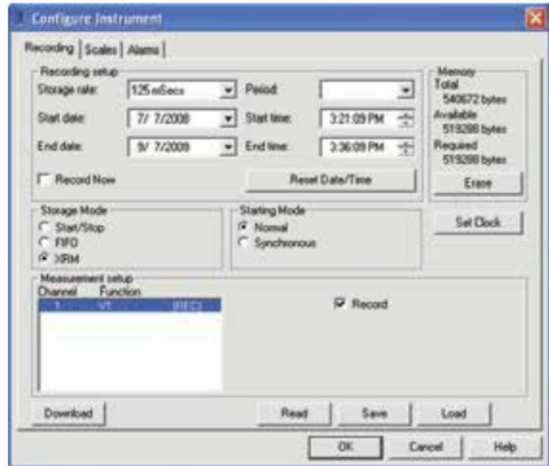 Configure Instrument
Recording Scales Alarms
Recording setup
Storage rate: 125 mSecs Period:
Start date: 7/ 7/2008 Start time: 3:21:09 PM
End date: 9/ 7/2008 End time: 3:36:09 PM
Record Now Reset Date/Time
Memory
Total
540672 bytes
Available
519288 bytes
Required
519288 bytes
Erase
Storage Mode
Start/Stop
FIFO
XRM
Starting Mode
Normal
Synchronous
Set Clock
Measurement setup
Channel Function
1 V1 (REC)
Record
Download Read Save Load
OK Cancel Help